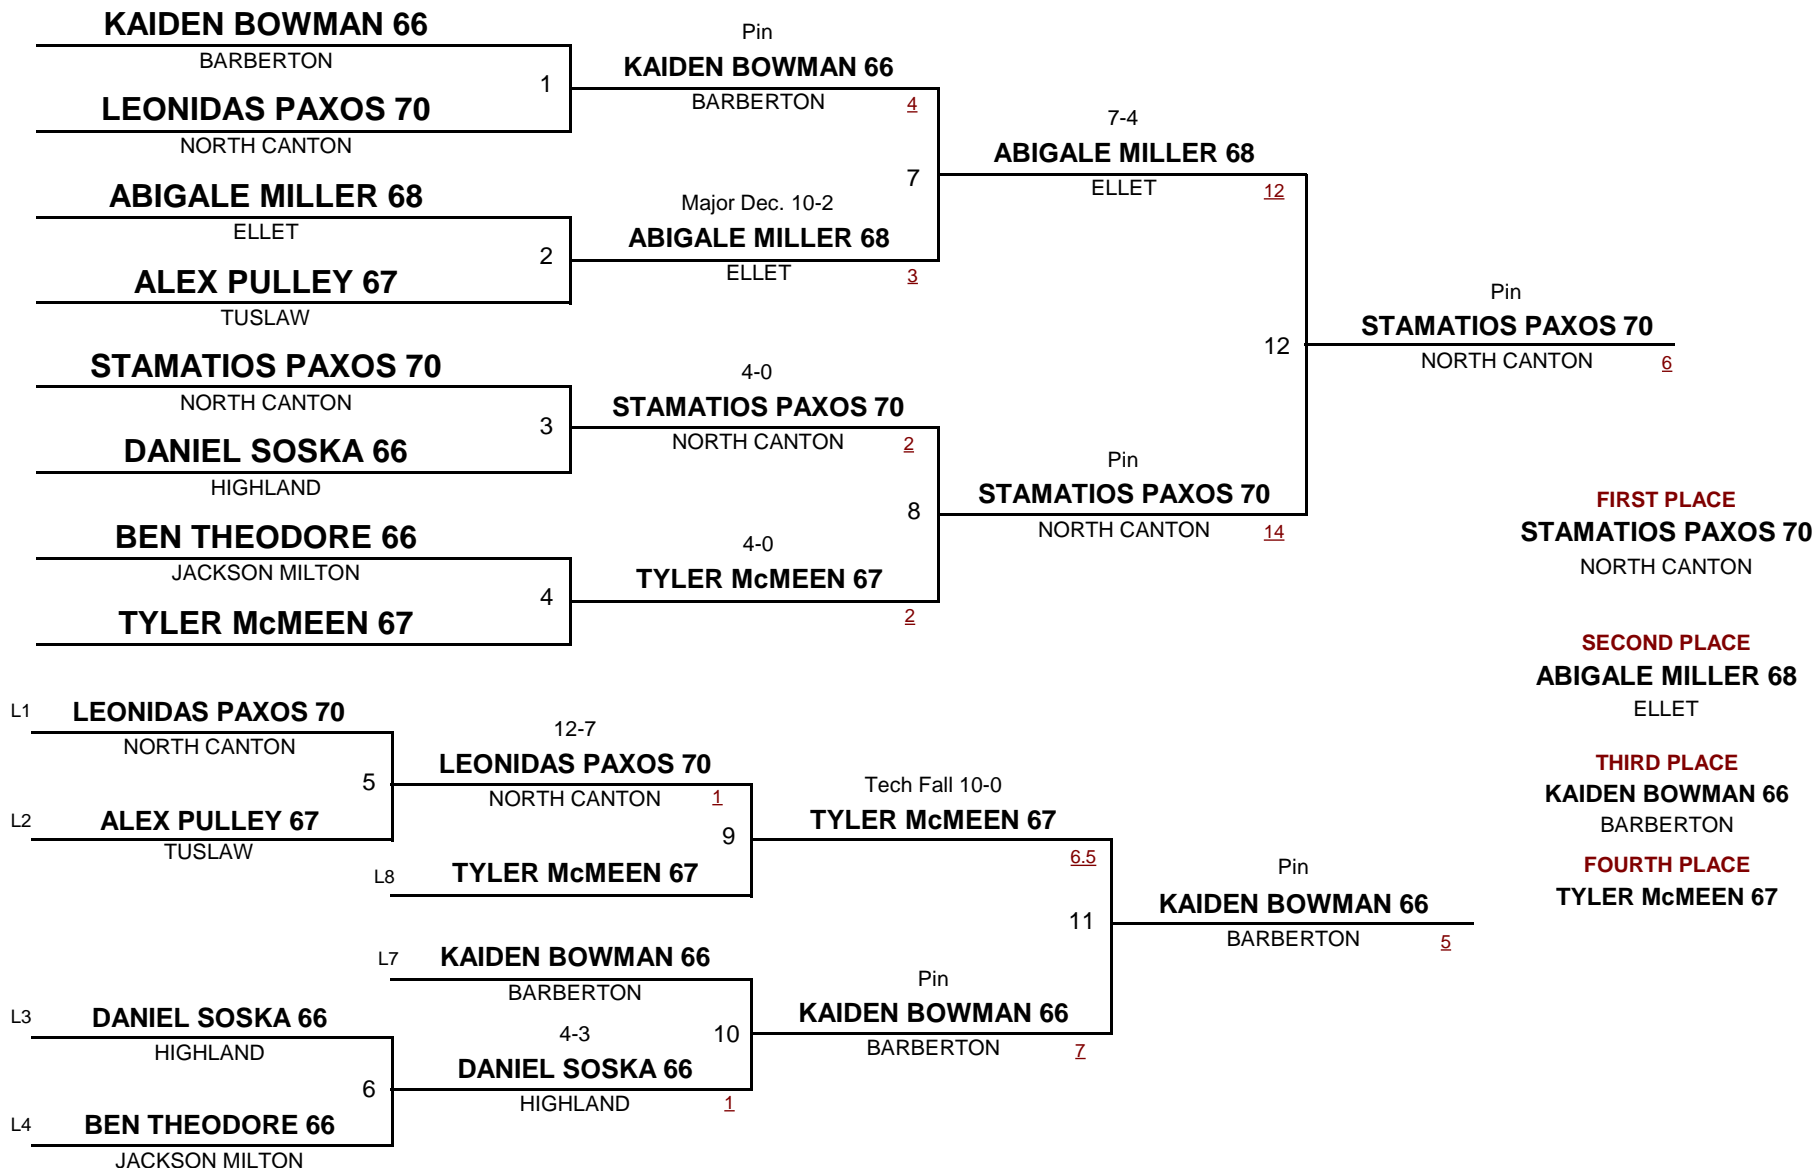 KAIDEN BOWMAN 66
BARBERTON
1
LEONIDAS PAXOS 70
NORTH CANTON
ABIGALE MILLER 68
ELLET
2
ALEX PULLEY 67
TUSLAW
STAMATIOS PAXOS 70
NORTH CANTON
3
DANIEL SOSKA 66
HIGHLAND
BEN THEODORE 66
JACKSON MILTON
4
TYLER McMEEN 67
Pin
KAIDEN BOWMAN 66
BARBERTON 4
7
Major Dec. 10-2
ABIGALE MILLER 68
ELLET 3
4-0
STAMATIOS PAXOS 70
NORTH CANTON 2
8
4-0
TYLER McMEEN 67
2
7-4
ABIGALE MILLER 68
ELLET 12
12
Pin
STAMATIOS PAXOS 70
NORTH CANTON 14
Pin
STAMATIOS PAXOS 70
NORTH CANTON 6
FIRST PLACE
STAMATIOS PAXOS 70
NORTH CANTON
SECOND PLACE
ABIGALE MILLER 68
ELLET
THIRD PLACE
KAIDEN BOWMAN 66
BARBERTON
FOURTH PLACE
TYLER McMEEN 67
L1 LEONIDAS PAXOS 70
NORTH CANTON
5
L2 ALEX PULLEY 67
TUSLAW
12-7
LEONIDAS PAXOS 70
NORTH CANTON 1
9
L8 TYLER McMEEN 67
L7 KAIDEN BOWMAN 66
BARBERTON
10
L3 DANIEL SOSKA 66
HIGHLAND
6
L4 BEN THEODORE 66
JACKSON MILTON
4-3
DANIEL SOSKA 66
HIGHLAND 1
Tech Fall 10-0
TYLER McMEEN 67
6.5
11
Pin
KAIDEN BOWMAN 66
BARBERTON 7
Pin
KAIDEN BOWMAN 66
BARBERTON 5